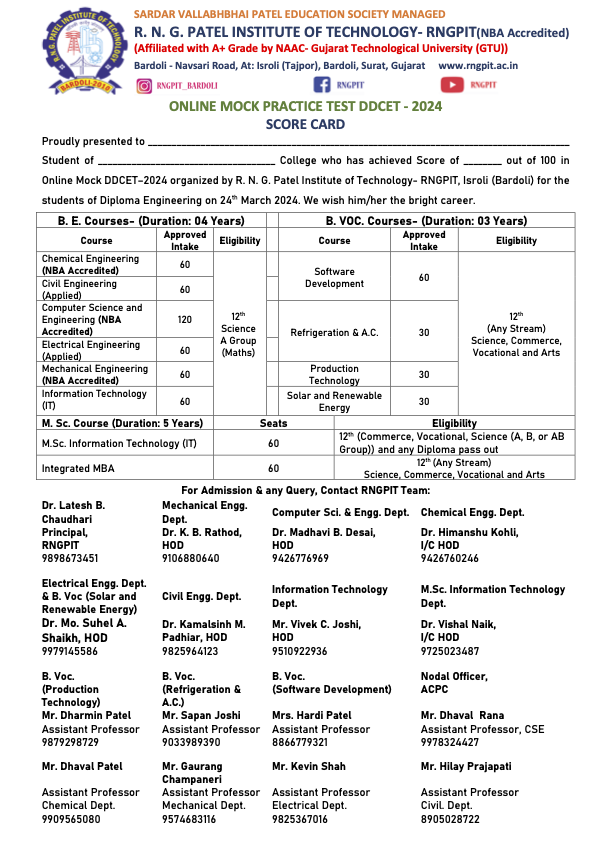 SARDAR VALLABHBHAI PATEL EDUCATION SOCIETY MANAGED
R. N. G. PATEL INSTITUTE OF TECHNOLOGY- RNGPIT(NBA Accredited)
(Affiliated with A+ Grade by NAAC- Gujarat Technological University (GTU))
Bardoli - Navsari Road, At: Isroli (Tajpor), Bardoli, Surat, Gujarat www.rngpit.ac.in
R. N. G. PATEL INSTITUTE OF TECHNOLOGY
BARDOLI-2010
RNGPIT_BARDOLI RNGPIT RNGPIT
ONLINE MOCK PRACTICE TEST DDCET - 2024
SCORE CARD
Proudly presented to ______
Student of ______ College who has achieved Score of ______ out of 100 in
Online Mock DDCET–2024 organized by R. N. G. Patel Institute of Technology- RNGPIT, Isroli (Bardoli) for the
students of Diploma Engineering on 24th March 2024. We wish him/her the bright career.
B. E. Courses- (Duration: 04 Years) B. VOC. Courses- (Duration: 03 Years)
Course Approved Intake Eligibility Course Approved Intake Eligibility
Chemical Engineering
(NBA Accredited) 60
Civil Engineering
(Applied) 60
Computer Science and
Engineering (NBA
Accredited) 120
Electrical Engineering
(Applied) 60
Mechanical Engineering
(NBA Accredited) 60
Information Technology
(IT) 60
12th
Science
A Group
(Maths)
Software
Development 60
Refrigeration & A.C. 30
Production
Technology 30
Solar and Renewable
Energy 30
12th
(Any Stream)
Science, Commerce,
Vocational and Arts
M. Sc. Course (Duration: 5 Years) Seats Eligibility
M.Sc. Information Technology (IT) 60 12th (Commerce, Vocational, Science (A, B, or AB
Group)) and any Diploma pass out
Integrated MBA 60 12th (Any Stream)
Science, Commerce, Vocational and Arts
For Admission & any Query, Contact RNGPIT Team:
Dr. Latesh B.
Chaudhari
Principal,
RNGPIT
9898673451
Mechanical Engg.
Dept.
Dr. K. B. Rathod,
HOD
9106880640
Computer Sci. & Engg. Dept.
Dr. Madhavi B. Desai,
HOD
9426776969
Chemical Engg. Dept.
Dr. Himanshu Kohli,
I/C HOD
9426760246
Electrical Engg. Dept.
& B. Voc (Solar and
Renewable Energy)
Dr. Mo. Suhel A.
Shaikh, HOD
9979145586
Civil Engg. Dept.
Dr. Kamalsinh M.
Padhiar, HOD
9825964123
Information Technology
Dept.
Mr. Vivek C. Joshi,
HOD
9510922936
M.Sc. Information Technology
Dept.
Dr. Vishal Naik,
I/C HOD
9725023487
B. Voc.
(Production
Technology)
Mr. Dharmin Patel
Assistant Professor
9879298729
B. Voc.
(Refrigeration &
A.C.)
Mr. Sapan Joshi
Assistant Professor
9033989390
B. Voc.
(Software Development)
Mrs. Hardi Patel
Assistant Professor
8866779321
Nodal Officer,
ACPC
Mr. Dhaval Rana
Assistant Professor, CSE
9978324427
Mr. Dhaval Patel
Assistant Professor
Chemical Dept.
9909565080
Mr. Gaurang
Champaneri
Assistant Professor
Mechanical Dept.
9574683116
Mr. Kevin Shah
Assistant Professor
Electrical Dept.
9825367016
Mr. Hilay Prajapati
Assistant Professor
Civil. Dept.
8905028722